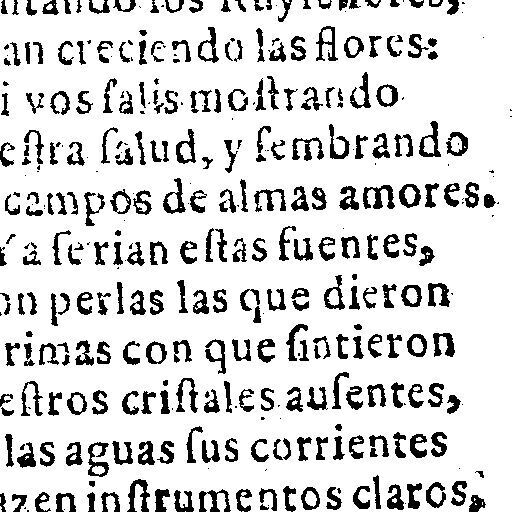 ntando los Ruyseñores,
an creciendo las flores:
i vos salis mostrando
estra salud, y sembrando
campos de almas amores.
Ya serian estas fuentes,
on perlas las que dieron
rimas con que sintieron
estros cristales ausentes,
las aguas sus corrientes
azen instrumentos claros,